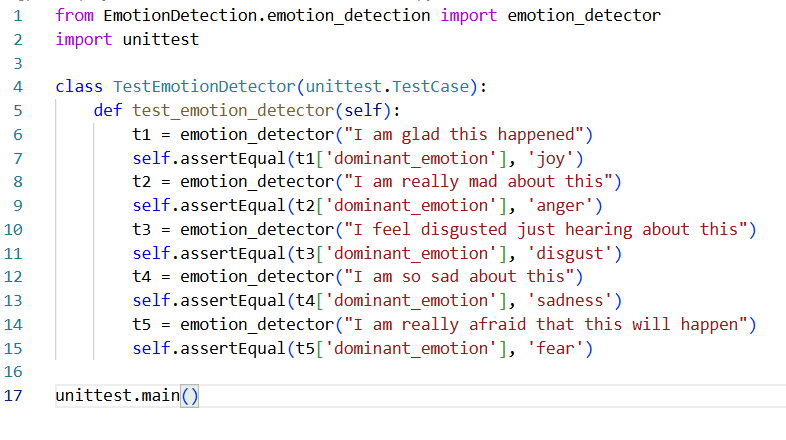 1 from EmotionDetection.emotion_detection import emotion_detector
2 import unittest
3
4 class TestEmotionDetector(unittest.TestCase):
5     def test_emotion_detector(self):
6         t1 = emotion_detector("I am glad this happened")
7         self.assertEqual(t1['dominant_emotion'], 'joy')
8         t2 = emotion_detector("I am really mad about this")
9         self.assertEqual(t2['dominant_emotion'], 'anger')
10         t3 = emotion_detector("I feel disgusted just hearing about this")
11         self.assertEqual(t3['dominant_emotion'], 'disgust')
12         t4 = emotion_detector("I am so sad about this")
13         self.assertEqual(t4['dominant_emotion'], 'sadness')
14         t5 = emotion_detector("I am really afraid that this will happen")
15         self.assertEqual(t5['dominant_emotion'], 'fear')
16
17 unittest.main()